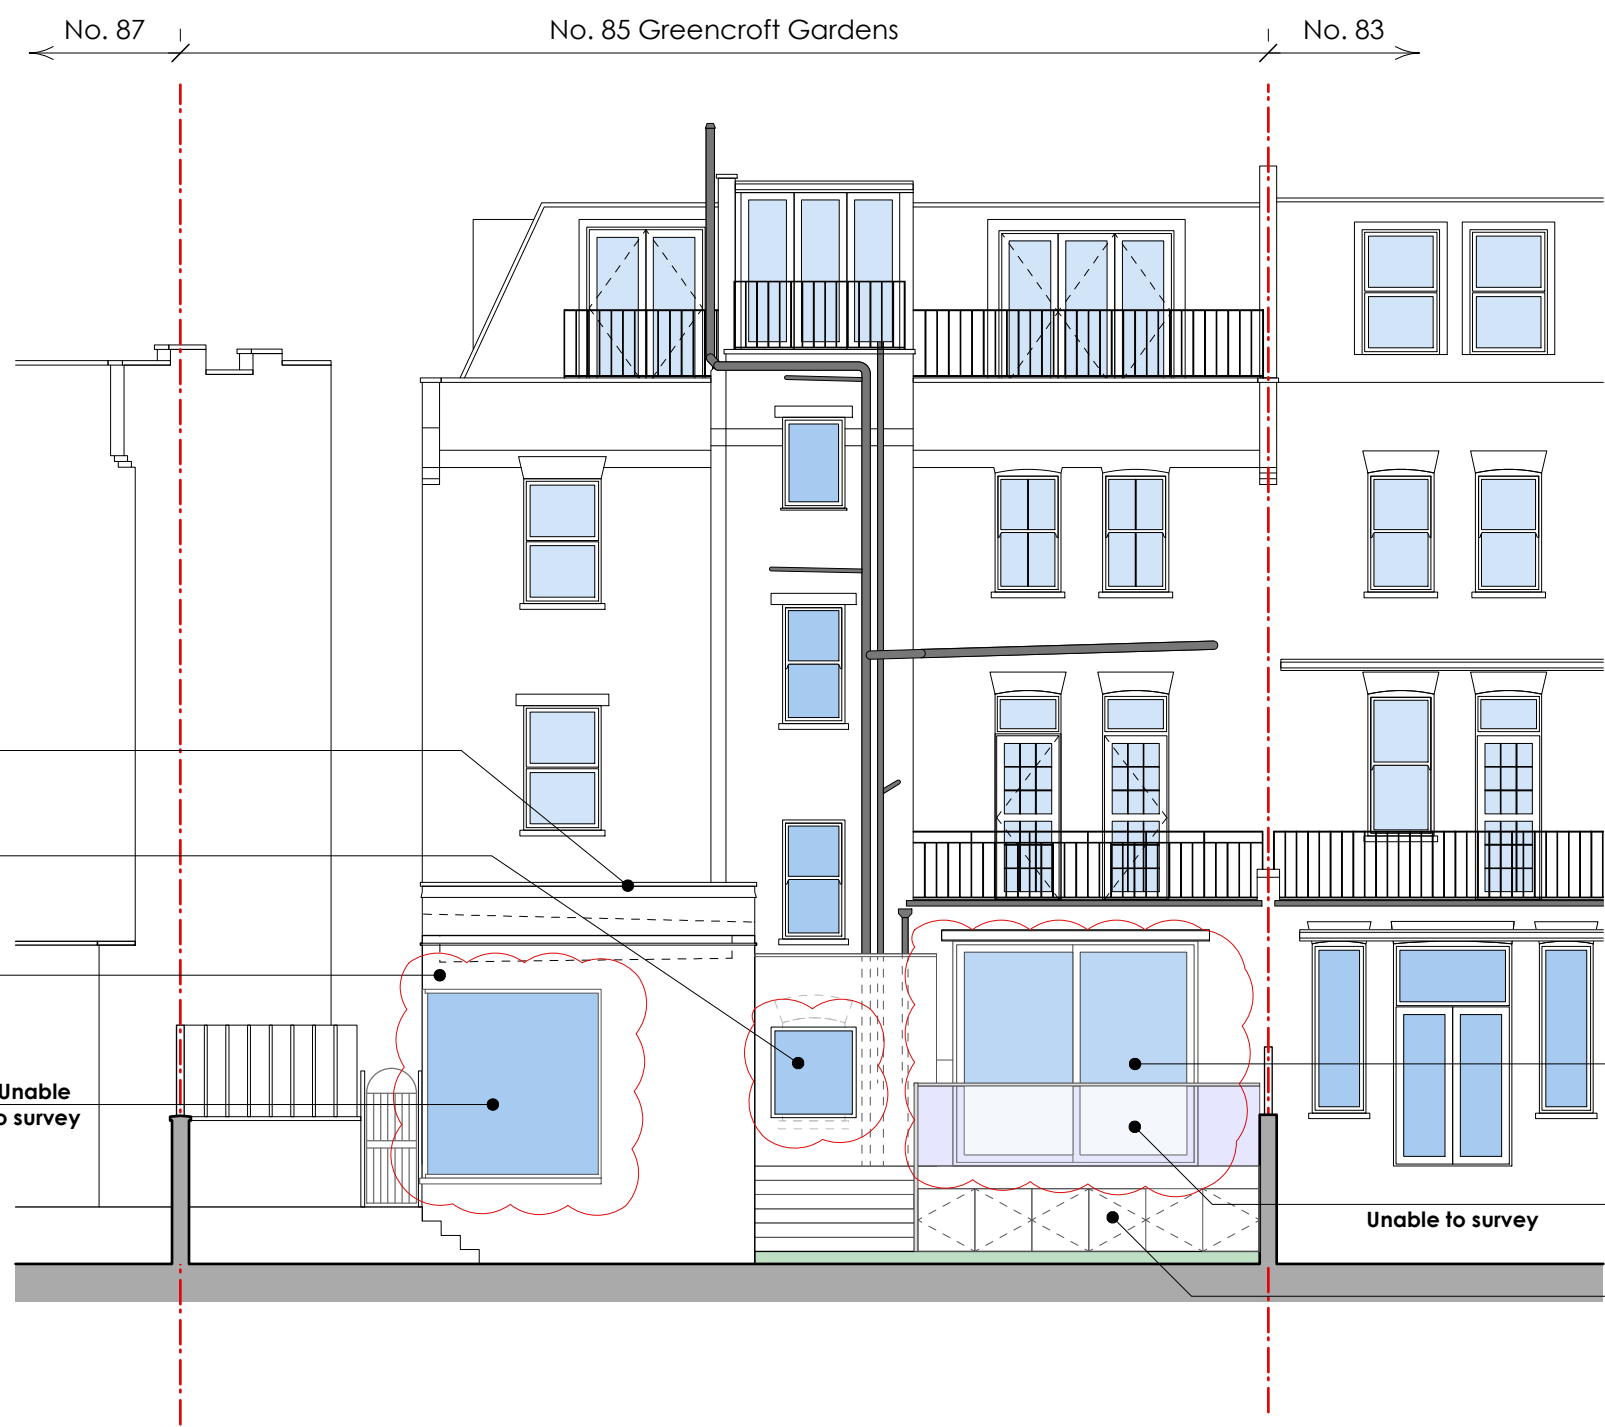 No. 87
No. 85 Greencroft Gardens
No. 83
Unable
survey
Unable to survey